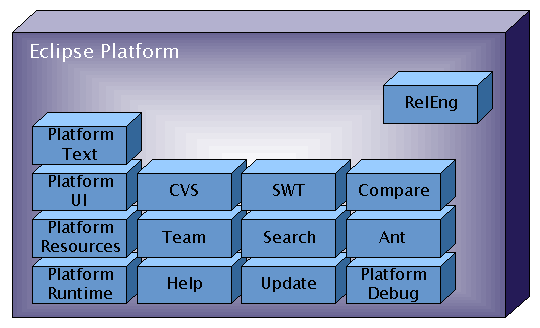 Eclipse Platform
RelEng
Platform
Text
Platform
UI
CVS
SWT
Compare
Platform
Resources
Team
Search
Ant
Platform
Runtime
Help
Update
Platform
Debug